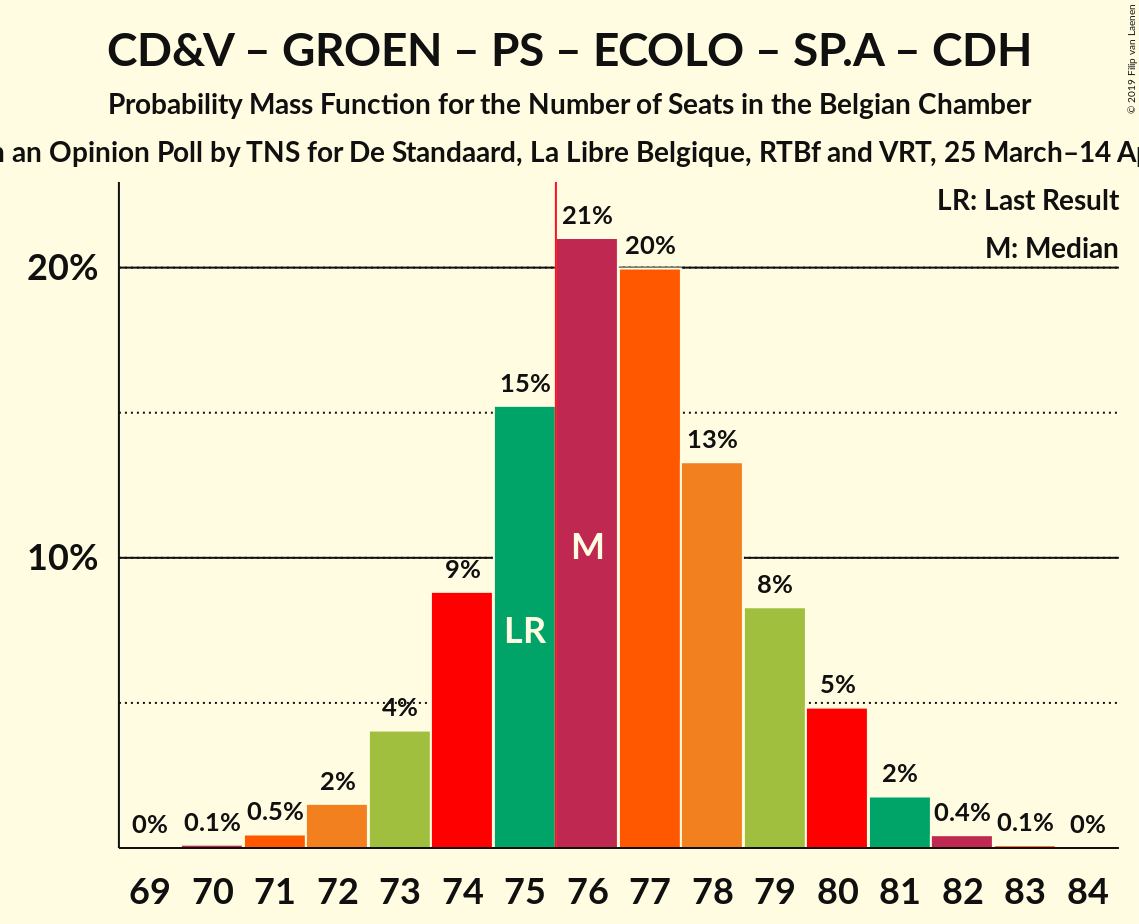 CD&V – GROEN – PS – ECOLO – SP.A – CDH
Probability Mass Function for the Number of Seats in the Belgian Chamber
an Opinion Poll by TNS for De Standaard, La Libre Belgique, RTBf and VRT, 25 March–14
© 2019 Filip van Laenen
LR: Last Result
M: Median
20%
10%
0% 0.1% 0.5% 2% 4% 9% 15% 21% 20% 13% 8% 5% 2% 0.4% 0.1% 0%
LR
M
69 70 71 72 73 74 75 76 77 78 79 80 81 82 83 84